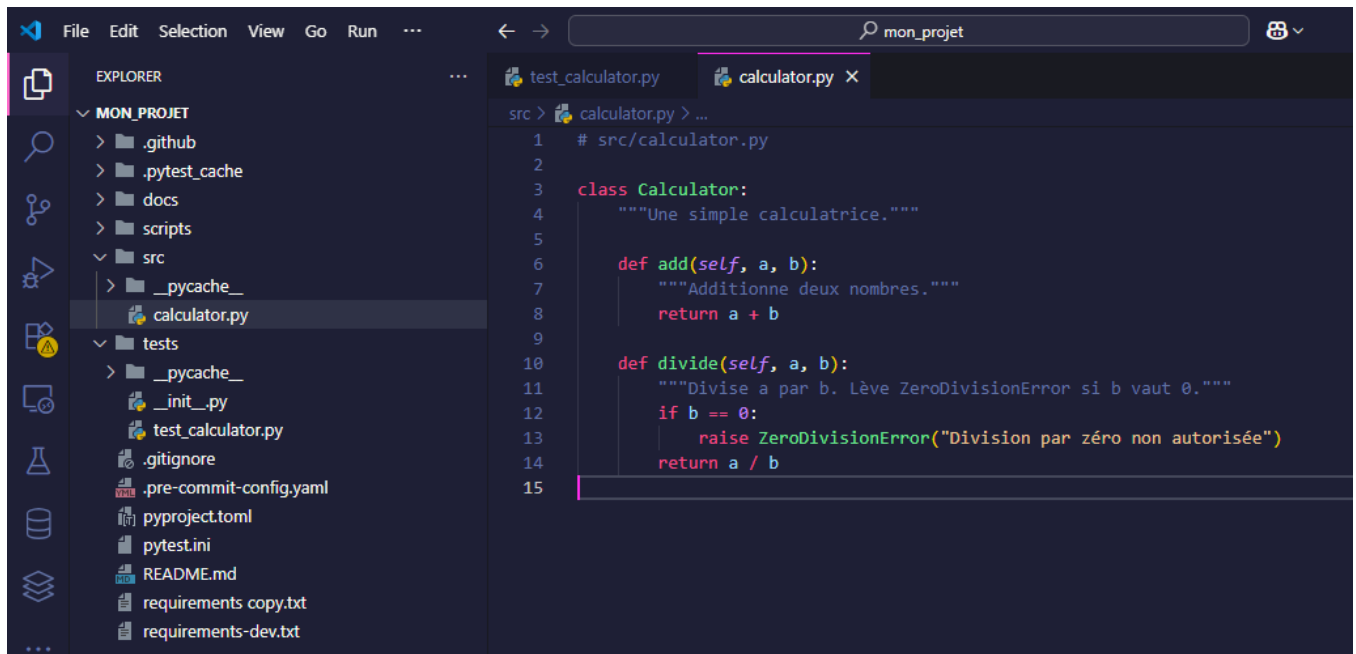 File Edit Selection View Go Run ···
mon_projet
EXPLORER ···
MON_PROJET
.github
.pytest_cache
docs
scripts
src
__pycache__
calculator.py
tests
__pycache__
__init__.py
test_calculator.py
.gitignore
.pre-commit-config.yaml
pyproject.toml
pytest.ini
README.md
requirements copy.txt
requirements-dev.txt
test_calculator.py calculator.py
src > calculator.py > ...
1 # src/calculator.py
2
3 class Calculator:
4 """Une simple calculatrice."""
5
6 def add(self, a, b):
7 """Additionne deux nombres."""
8 return a + b
9
10 def divide(self, a, b):
11 """Divise a par b. Lève ZeroDivisionError si b vaut 0."""
12 if b == 0:
13 raise ZeroDivisionError("Division par zéro non autorisée")
14 return a / b
15